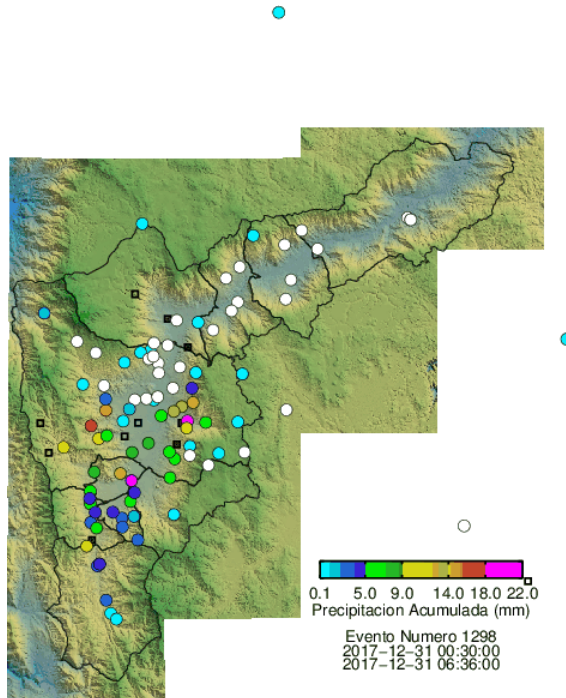 0.1 5.0 9.0 14.0 18.0 22.0
Precipitacion Acumulada (mm)
Evento Numero 1298
2017-12-31 00:30:00
2017-12-31 06:36:00